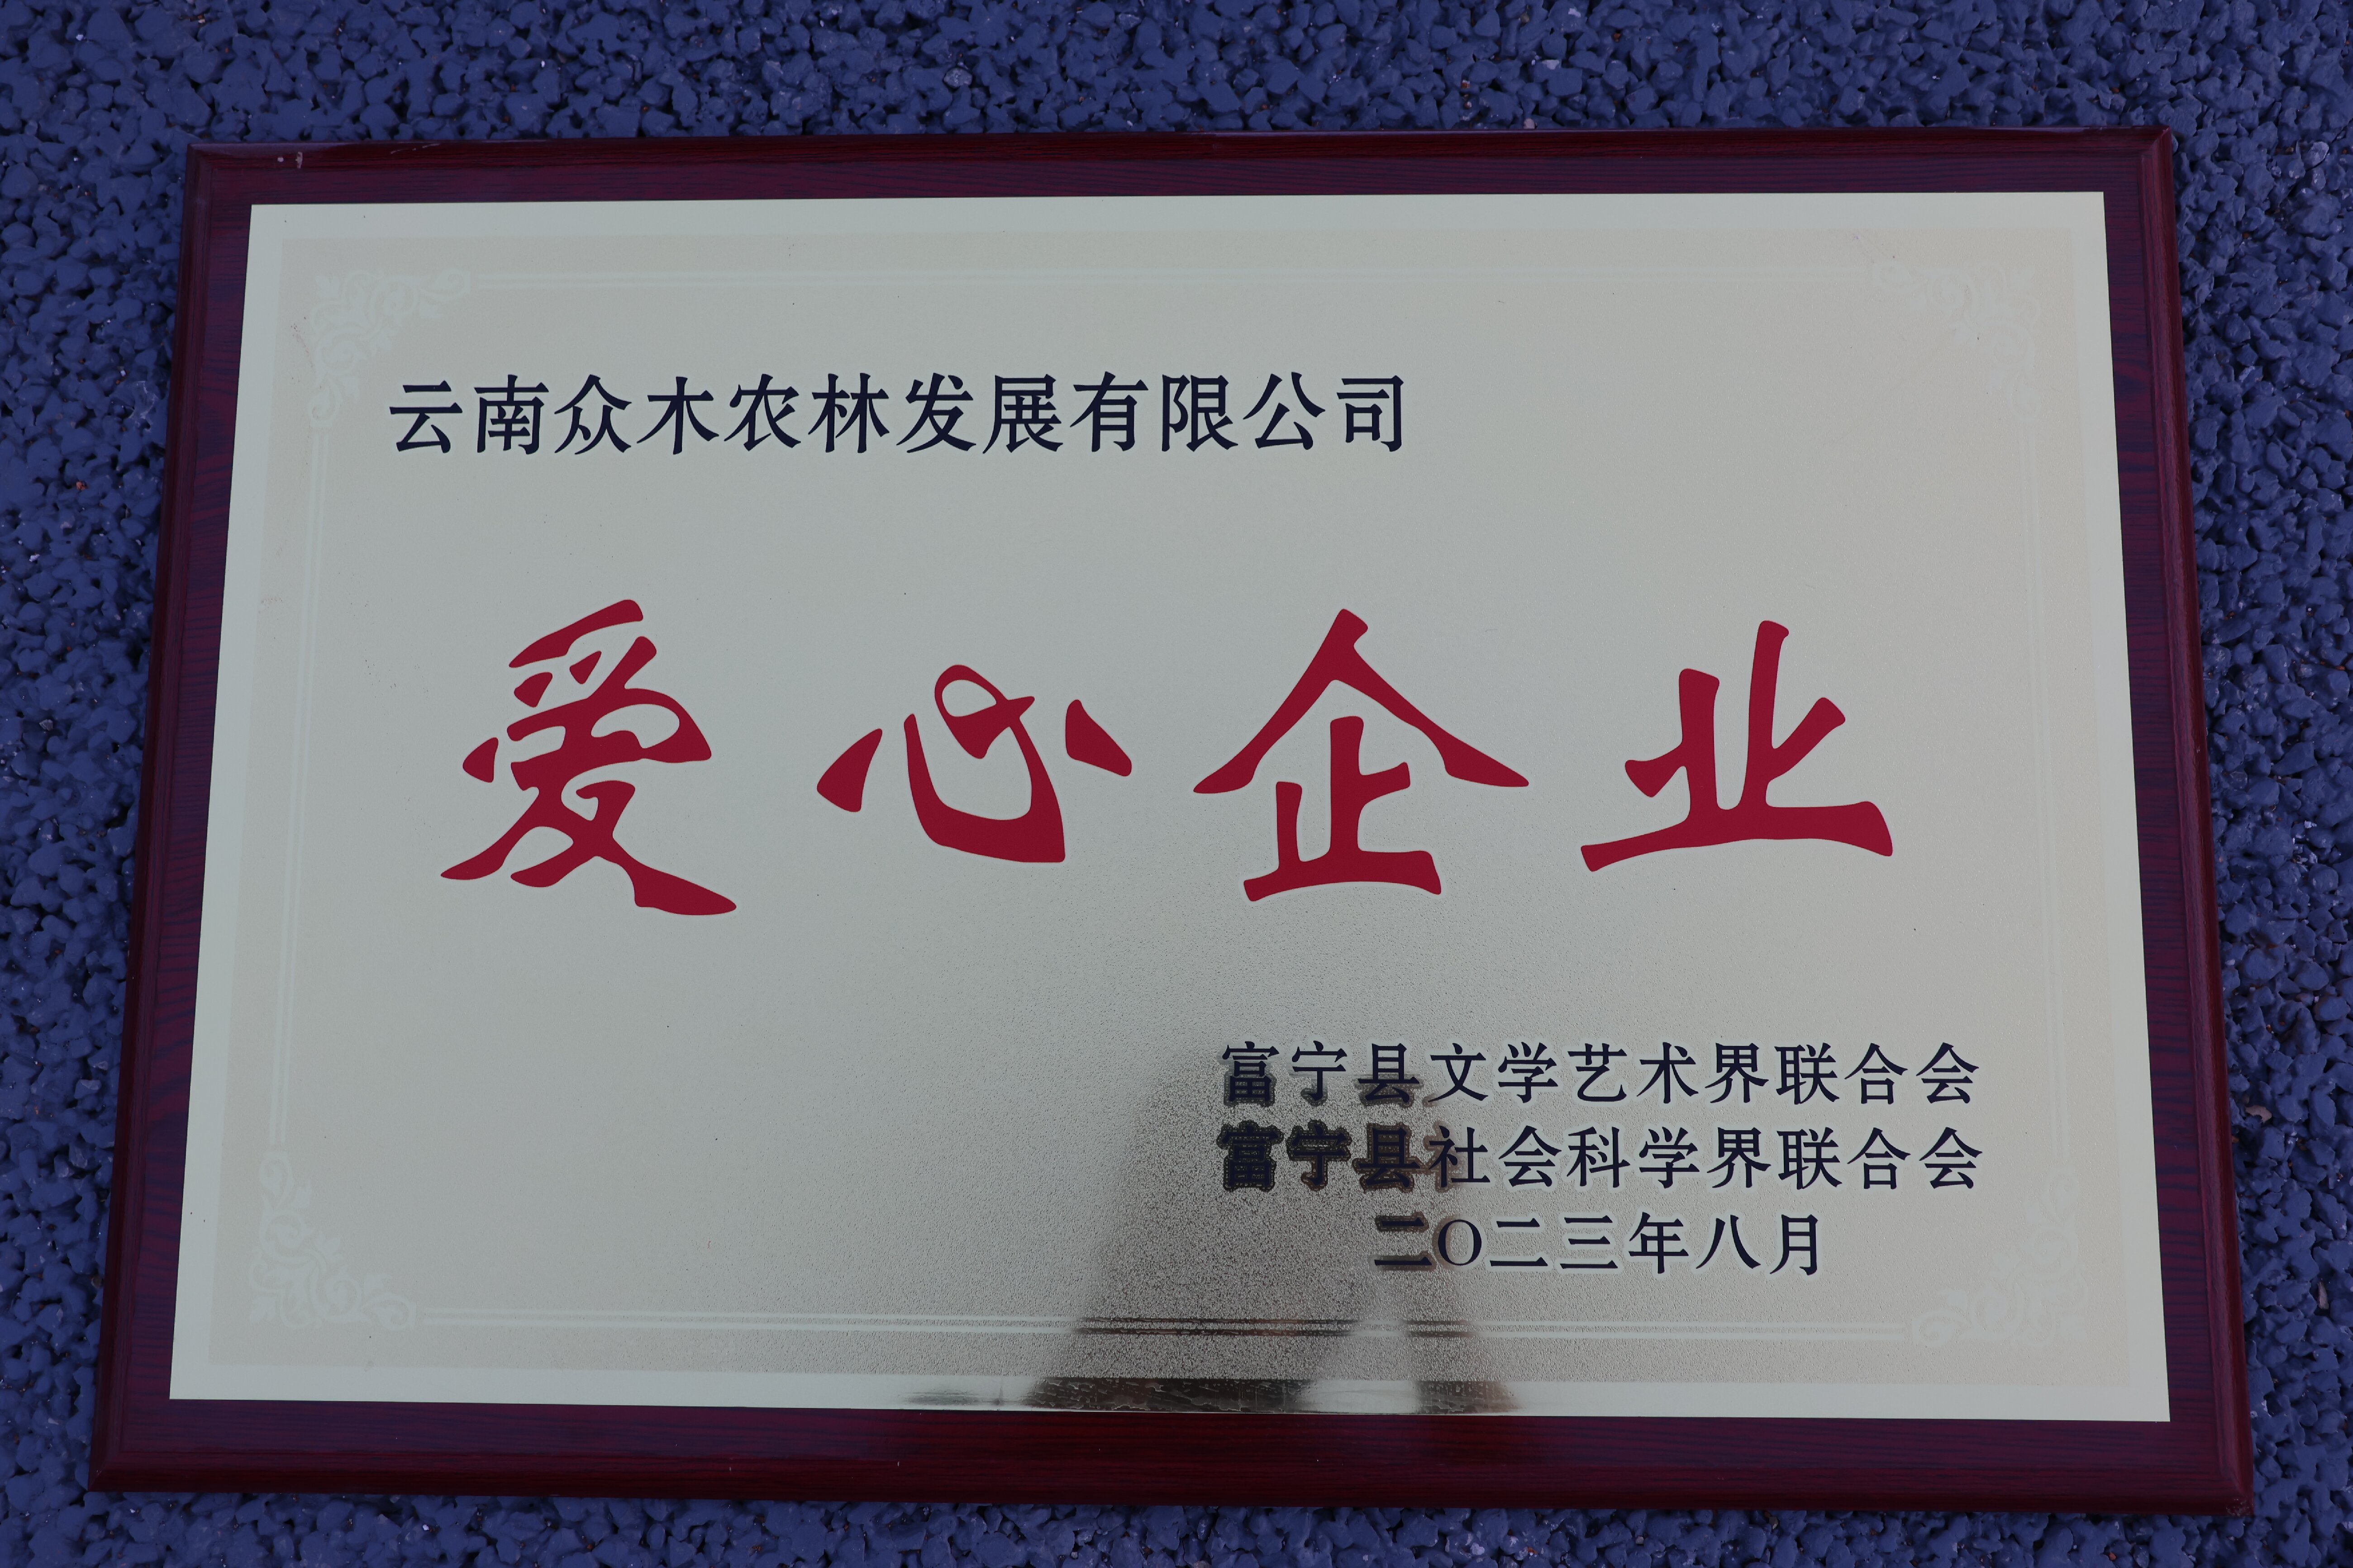 云南众木农林发展有限公司
爱心企业
富宁县文学艺术界联合会
富宁县社会科学界联合会
二O二三年八月